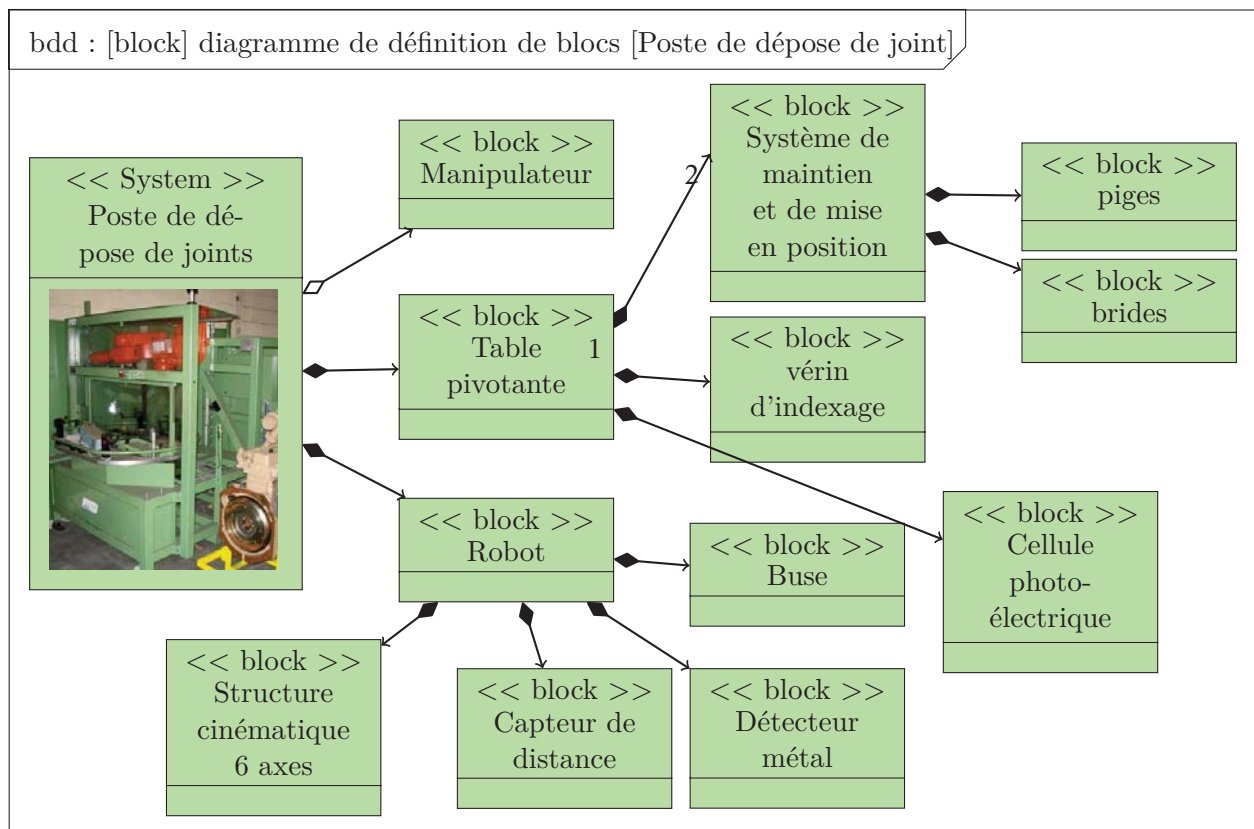 bdd : [block] diagramme de définition de blocs [Poste de dépose de joint]
<< System >>
Poste de dé-
pose de joints
<< block >>
Manipulateur
<< block >>
Table
pivotante
1
2
<< block >>
Système de
maintien
et de mise
en position
<< block >>
piges
<< block >>
brides
<< block >>
vérin
d'indexage
<< block >>
Cellule
photo-
électrique
<< block >>
Robot
<< block >>
Buse
<< block >>
Structure
cinématique
6 axes
<< block >>
Capteur de
distance
<< block >>
Détecteur
métal